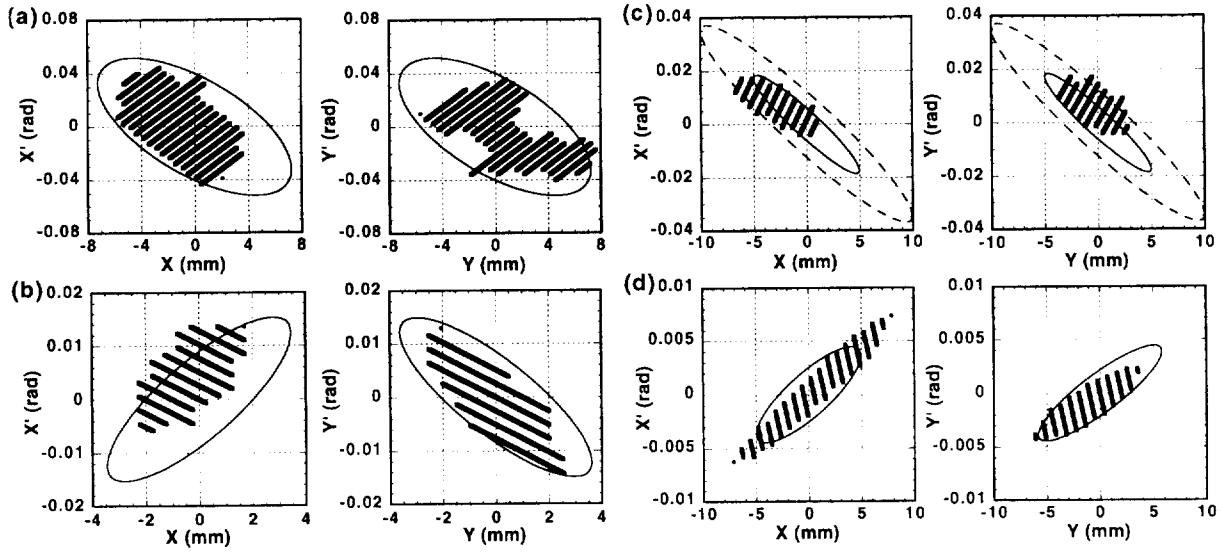 (a)
0.08
0.04
0
-0.04
-0.08
X' (rad)
-8 -4 0 4 8
X (mm)
0.08
0.04
0
-0.04
-0.08
Y' (rad)
-8 -4 0 4 8
Y (mm)
(c)
0.04
0.02
0
-0.02
-0.04
X' (rad)
-10 -5 0 5 10
X (mm)
0.04
0.02
0
-0.02
-0.04
Y' (rad)
-10 -5 0 5 10
Y (mm)
(b)
0.02
0.01
0
-0.01
-0.02
X' (rad)
-4 -2 0 2 4
X (mm)
0.02
0.01
0
-0.01
-0.02
Y' (rad)
-4 -2 0 2 4
Y (mm)
(d)
0.01
0.005
0
-0.005
-0.01
X' (rad)
-10 -5 0 5 10
X (mm)
0.01
0.005
0
-0.005
-0.01
Y' (rad)
-10 -5 0 5 10
Y (mm)